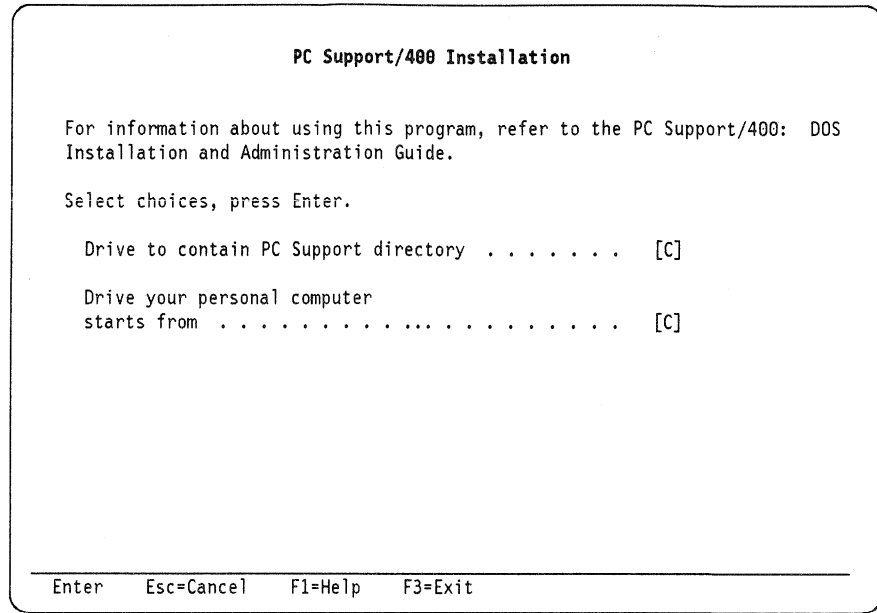 PC Support/400 Installation
For information about using this program, refer to the PC Support/400:  DOS
Installation and Administration Guide.
Select choices, press Enter.
Drive to contain PC Support directory . . . . . . . [C]
Drive your personal computer
starts from . . . . . . . . . ... . . . . . . . . . . [C]
Enter Esc=Cancel F1=Help F3=Exit